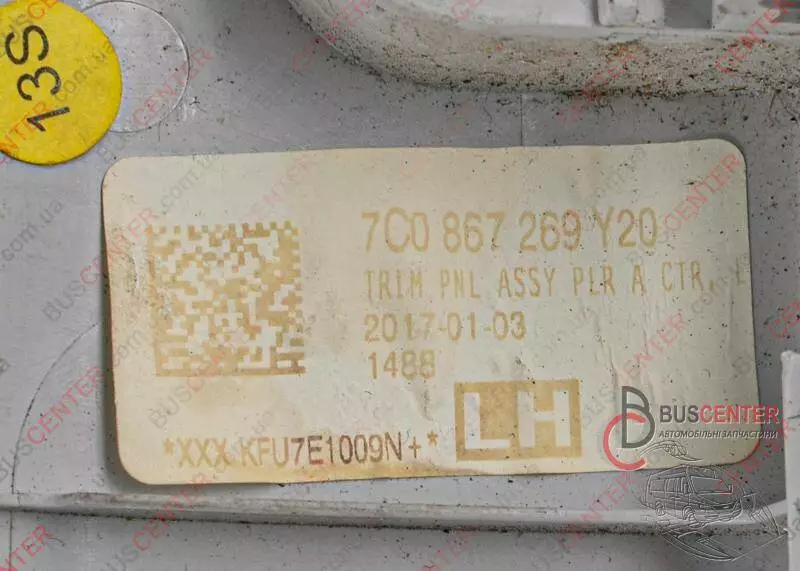 13S
7C0 867 269 Y20
TRIM PNL ASSY PLR A CTR, L
2017-01-03
1488
LH
*XXX KFU7E1009N+*
BUSCENTER
АВТОМОБІЛЬНІ ЗАПЧАСТИНИ